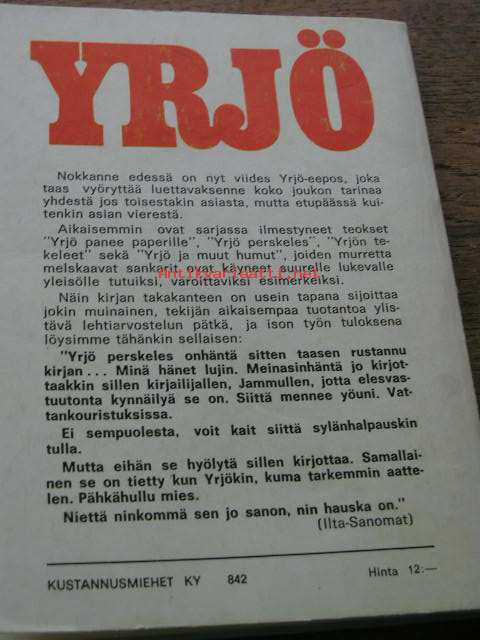 YRJÖ
Nokkanne edessä on nyt viides Yrjö-eepos, joka
taas vyöryttää luettavaksenne koko joukon tarinaa
yhdestä jos toisestakin asiasta, mutta etupäässä kui-
tenkin asian vierestä.
Aikaisemmin ovat sarjassa ilmestyneet teokset
"Yrjö panee paperille", "Yrjö perskeles", "Yrjön te-
keleet" sekä "Yrjö ja muut humut", joiden murretta
melskaavat sankarit ovat käyneet suurelle lukevalle
yleisölle tutuiksi, varoittaviksi esimerkeiksi.
Näin kirjan takakanteen on usein tapana sijoittaa
jokin muinainen, tekijän aikaisempaa tuotantoa ylis-
tävä lehtiarvostelun pätkä, ja ison työn tuloksena
löysimme tähänkin sellaisen:
"Yrjö perskeles onhäntä sitten taasen rustannu
kirjan... Minä hänet lujin. Meinasinhäntä jo kirjot-
taakkin sillen kirjailijallen, Jammullen, jotta elesvas-
tuutonta kynnäilyä se on. Siittä mennee yöuni. Vat-
tankouristuksissa.
Ei sempuolesta, voit kait siittä sylänhalpauskin
tulla.
Mutta eihän se hyölytä sillen kirjottaa. Samallai-
nen se on tietty kun Yrjökin, kuma tarkemmin aatte-
len. Pähkähullu mies.
Niettä ninkommä sen jo sanon, nin hauska on."
(Ilta-Sanomat)
KUSTANNUSMIEHET KY 842
Hinta 12:—